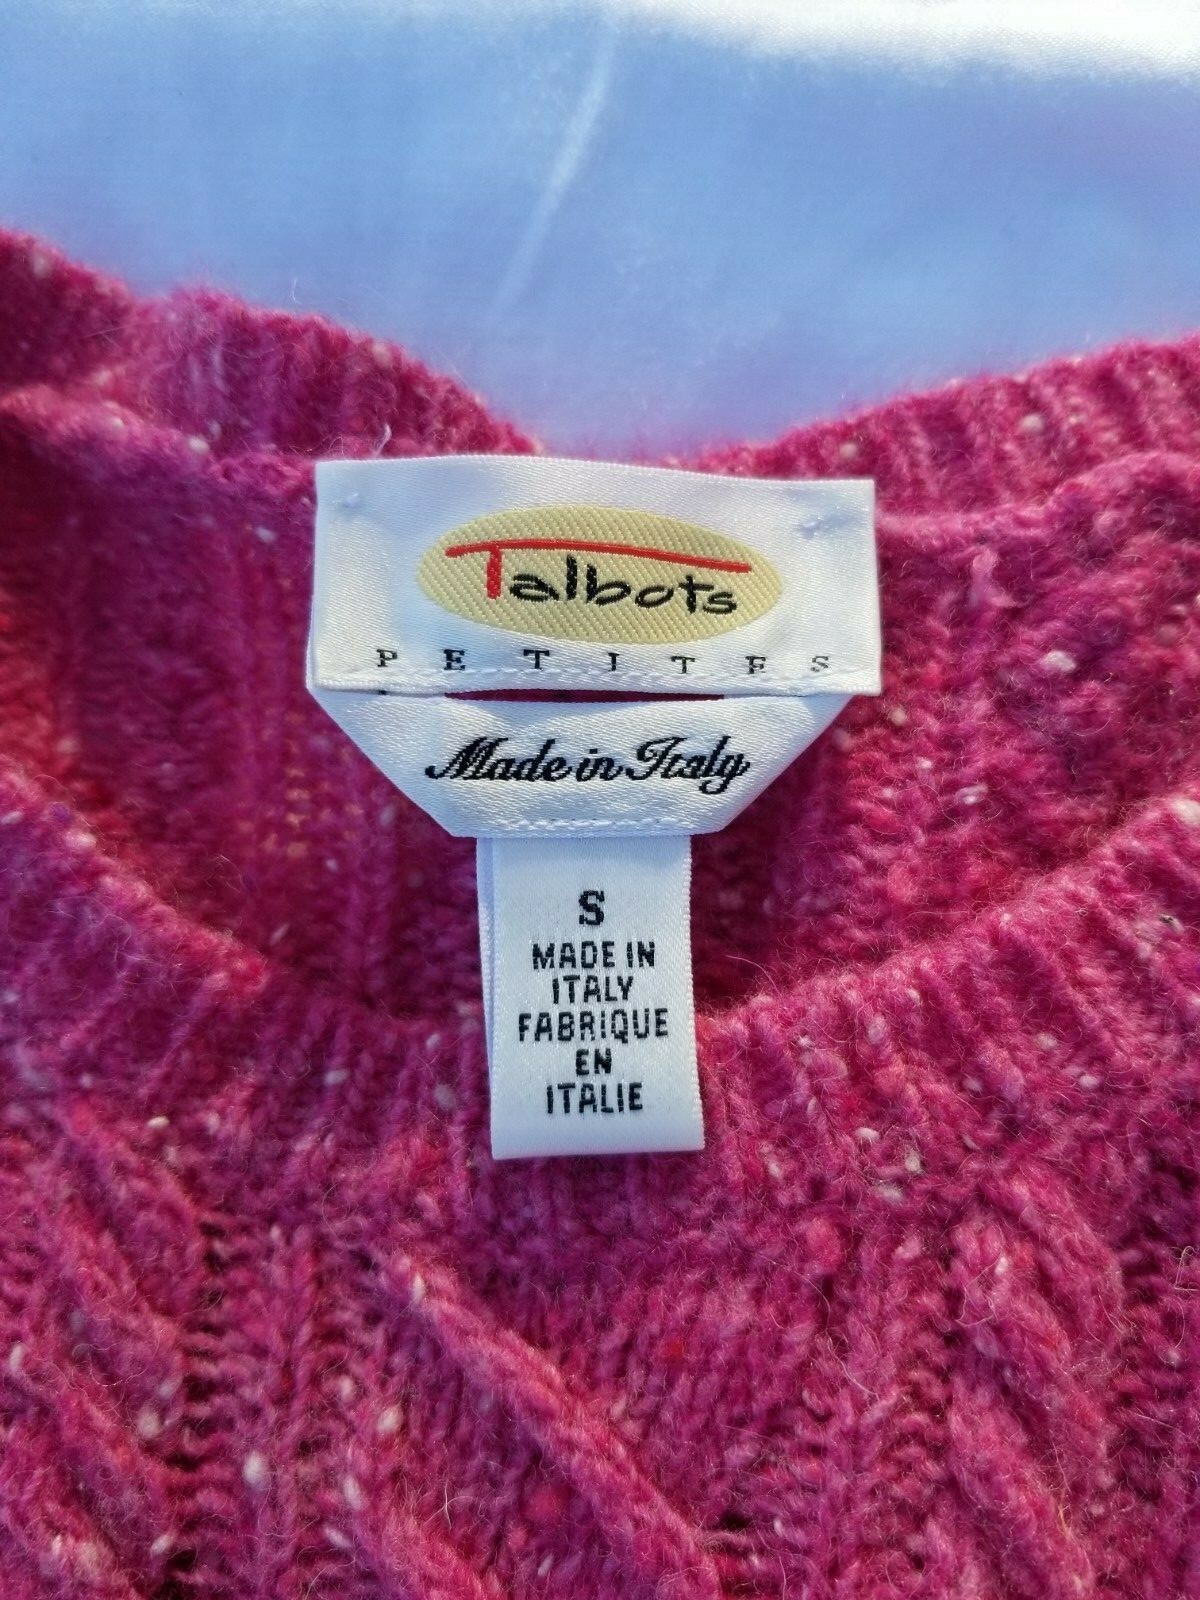 Talbots
PETITES
Made in Italy
S
MADE IN
ITALY
FABRIQUE
EN
ITALIE